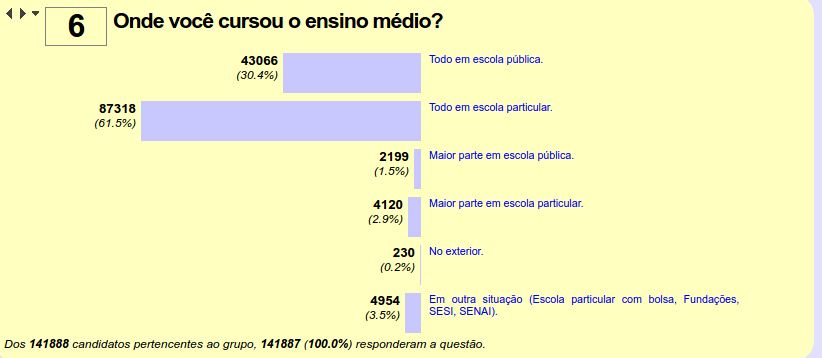 6 Onde você cursou o ensino médio?
43066 Todo em escola pública.
(30.4%)
87318 Todo em escola particular.
(61.5%)
2199 Maior parte em escola pública.
(1.5%)
4120 Maior parte em escola particular.
(2.9%)
230 No exterior.
(0.2%)
4954 Em outra situação (Escola particular com bolsa, Fundações,
(3.5%) SESI, SENAI).
Dos 141888 candidatos pertencentes ao grupo, 141887 (100.0%) responderam a questão.